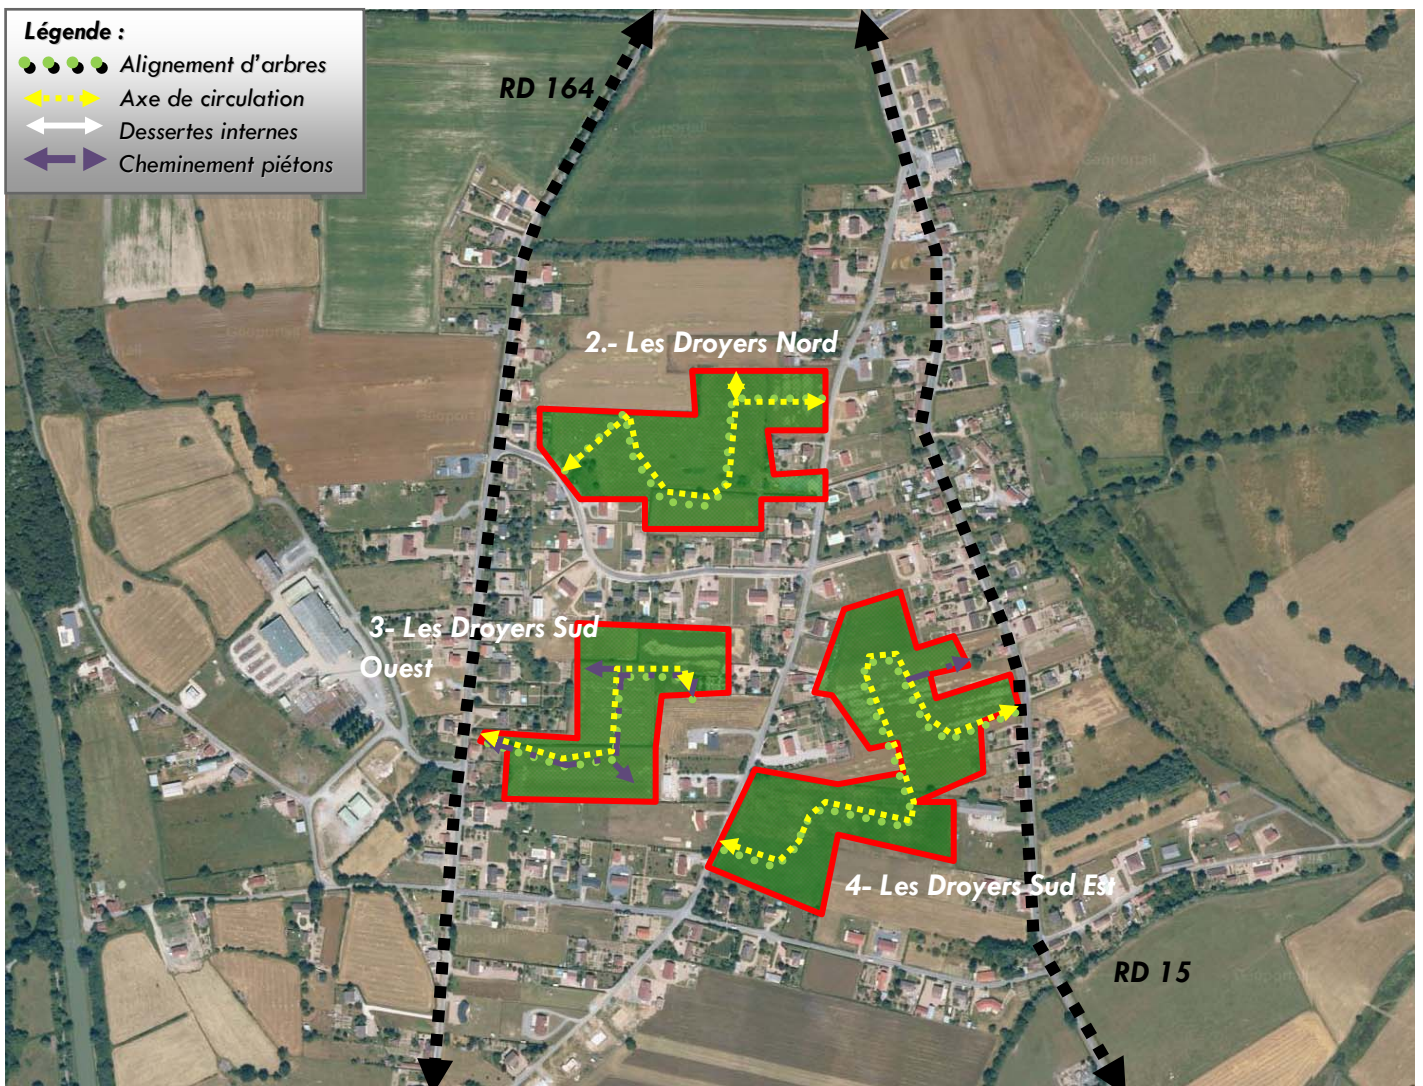 Légende :
Alignement d'arbres
Axe de circulation
Dessertes internes
Cheminement piétons
RD 164
2.- Les Droyers Nord
3- Les Droyers Sud
Ouest
4- Les Droyers Sud Est
RD 15